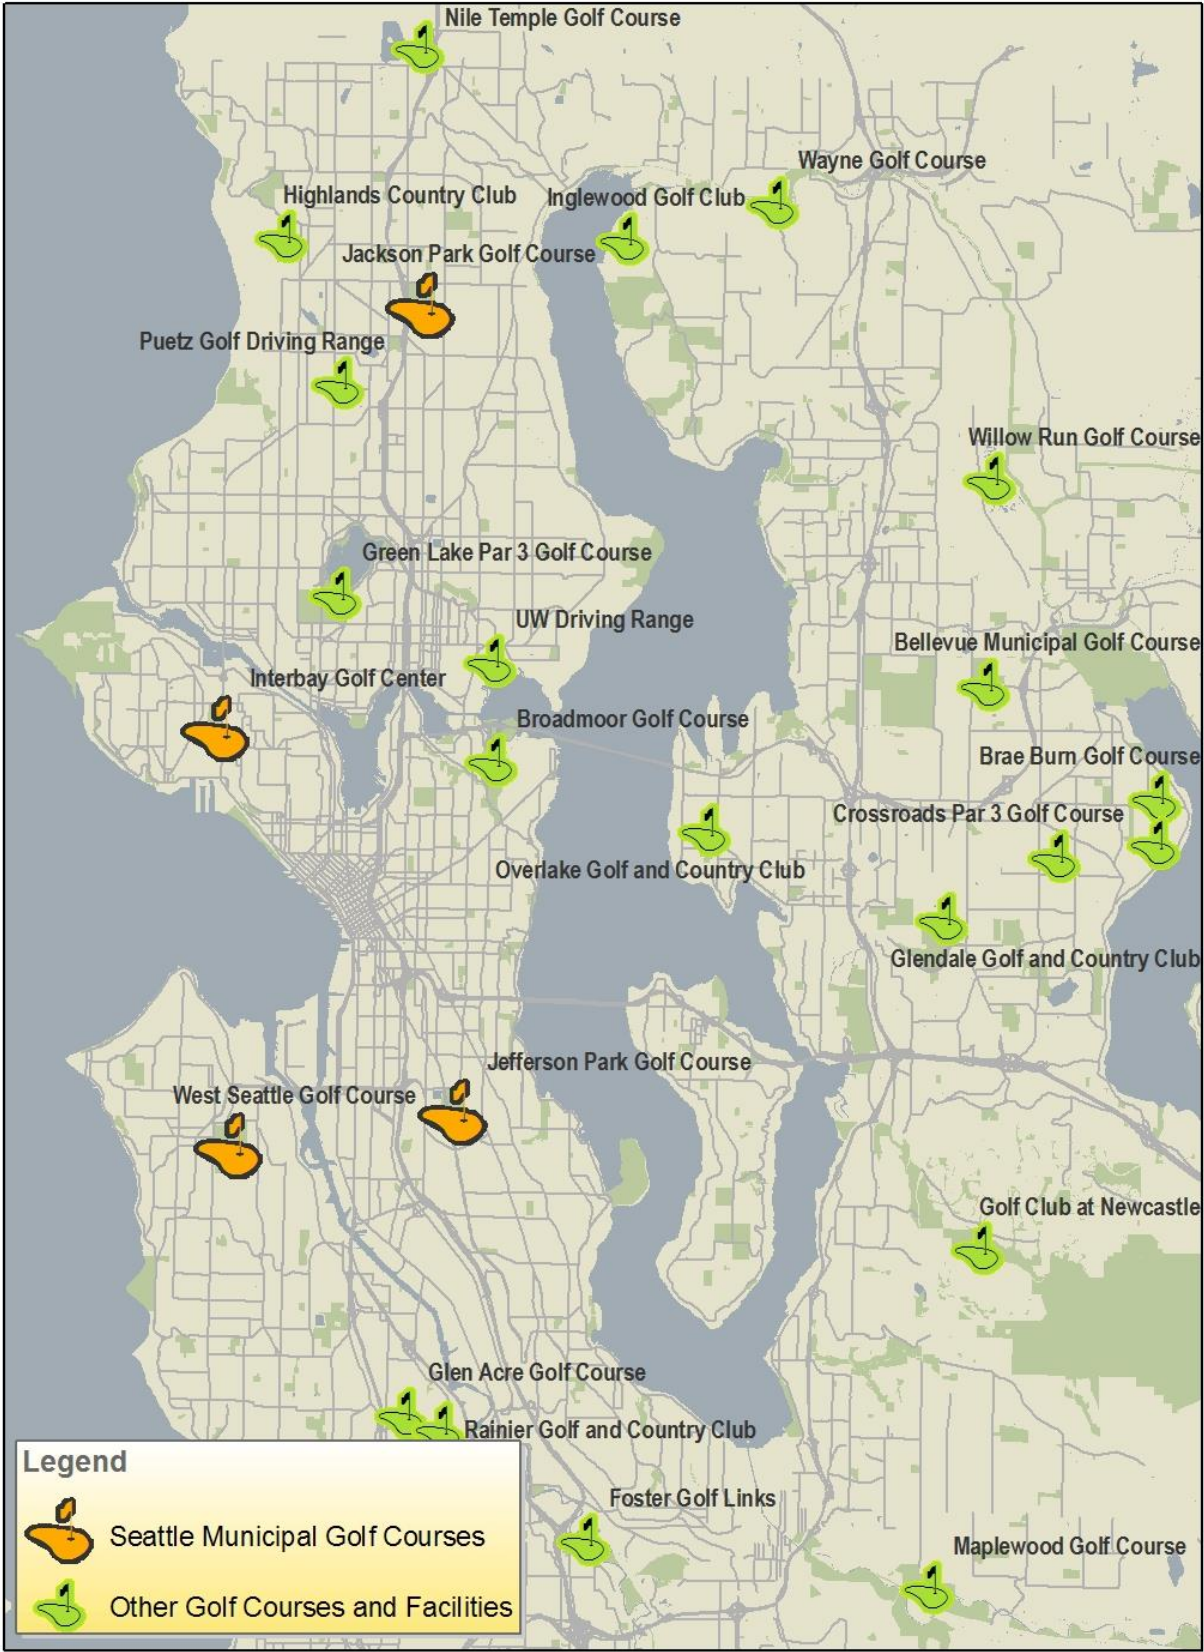 Nile Temple Golf Course
Wayne Golf Course
Highlands Country Club
Inglewood Golf Club
Jackson Park Golf Course
Puetz Golf Driving Range
Willow Run Golf Course
Green Lake Par 3 Golf Course
UW Driving Range
Bellevue Municipal Golf Course
Interbay Golf Center
Broadmoor Golf Course
Brae Burn Golf Course
Crossroads Par 3 Golf Course
Overlake Golf and Country Club
Glendale Golf and Country Club
Jefferson Park Golf Course
West Seattle Golf Course
Golf Club at Newcastle
Glen Acre Golf Course
Rainier Golf and Country Club
Legend
Foster Golf Links
Seattle Municipal Golf Courses
Maplewood Golf Course
Other Golf Courses and Facilities